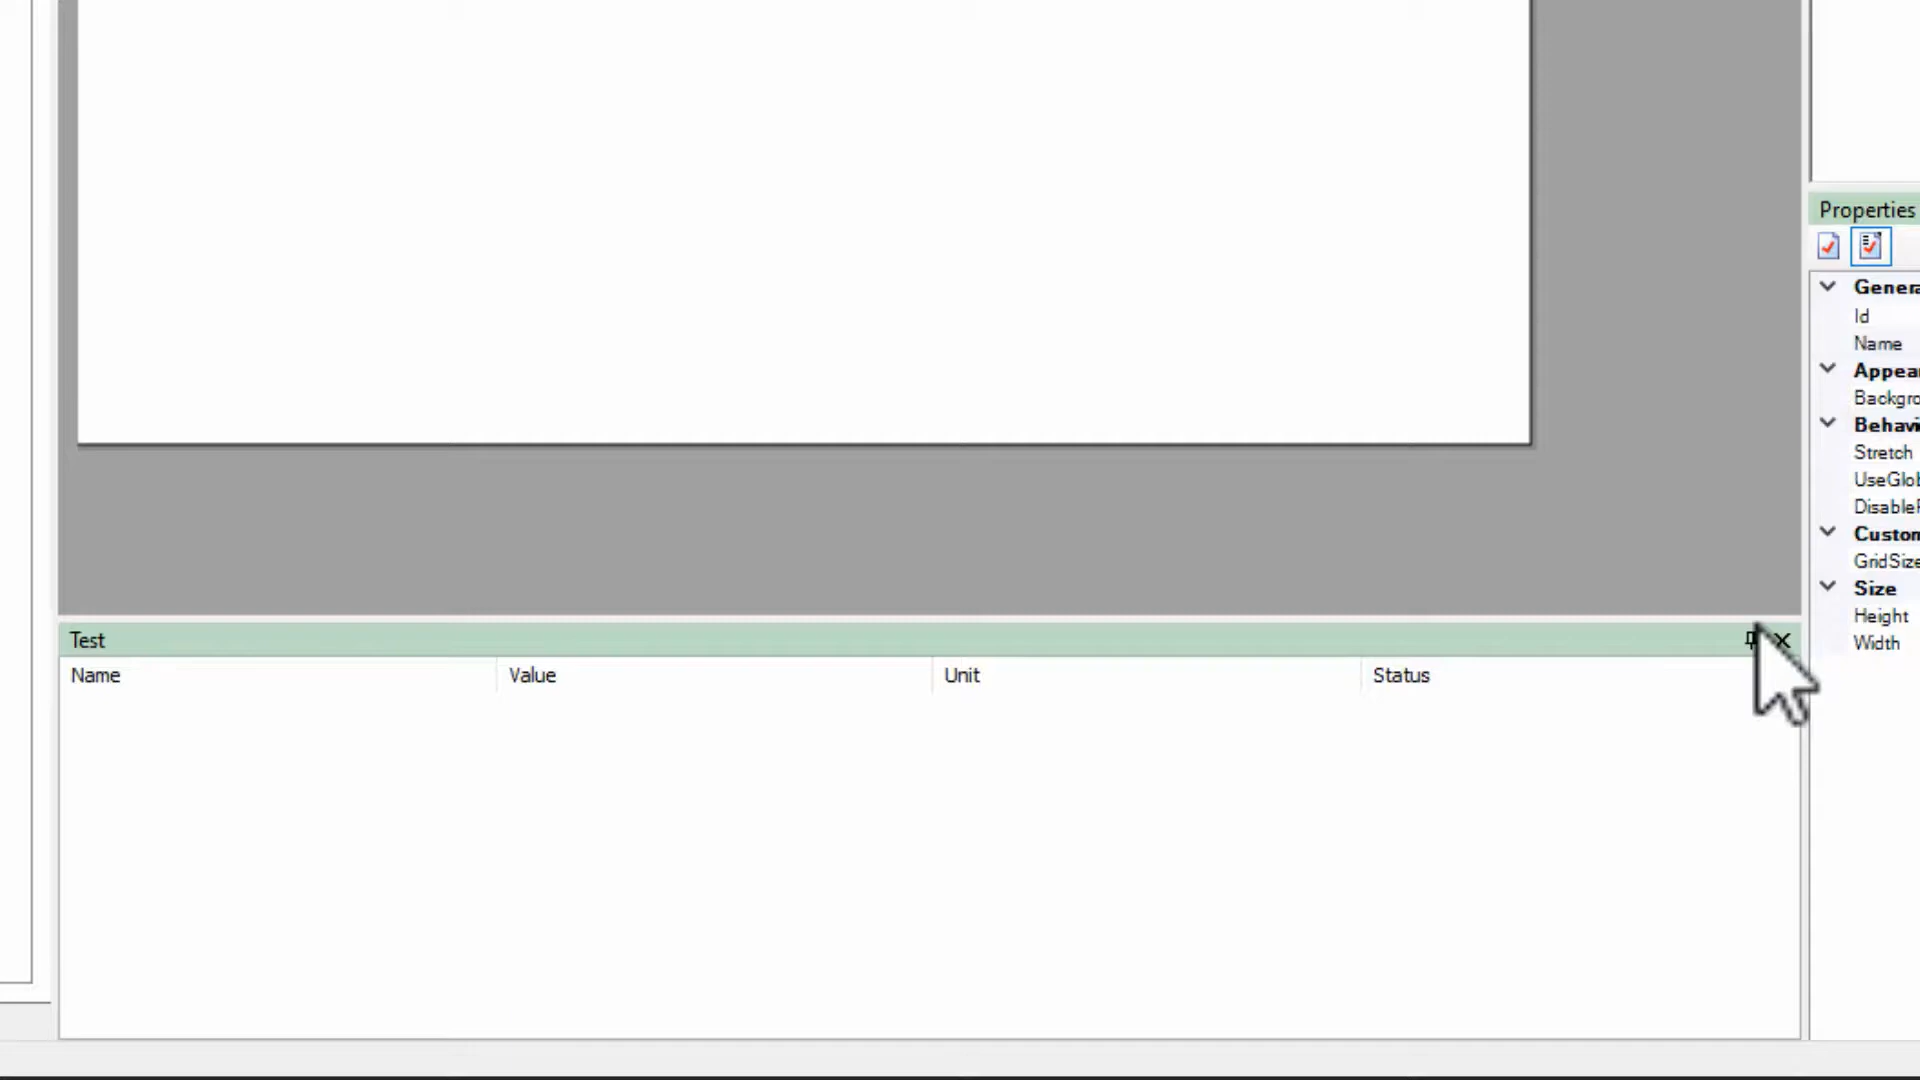 Properties
Genera
Id
Name
Appear
Backgro
Behavi
Stretch
UseGlob
Disable
Custom
GridSize
Size
Height
Width
Test
Name Value Unit Status